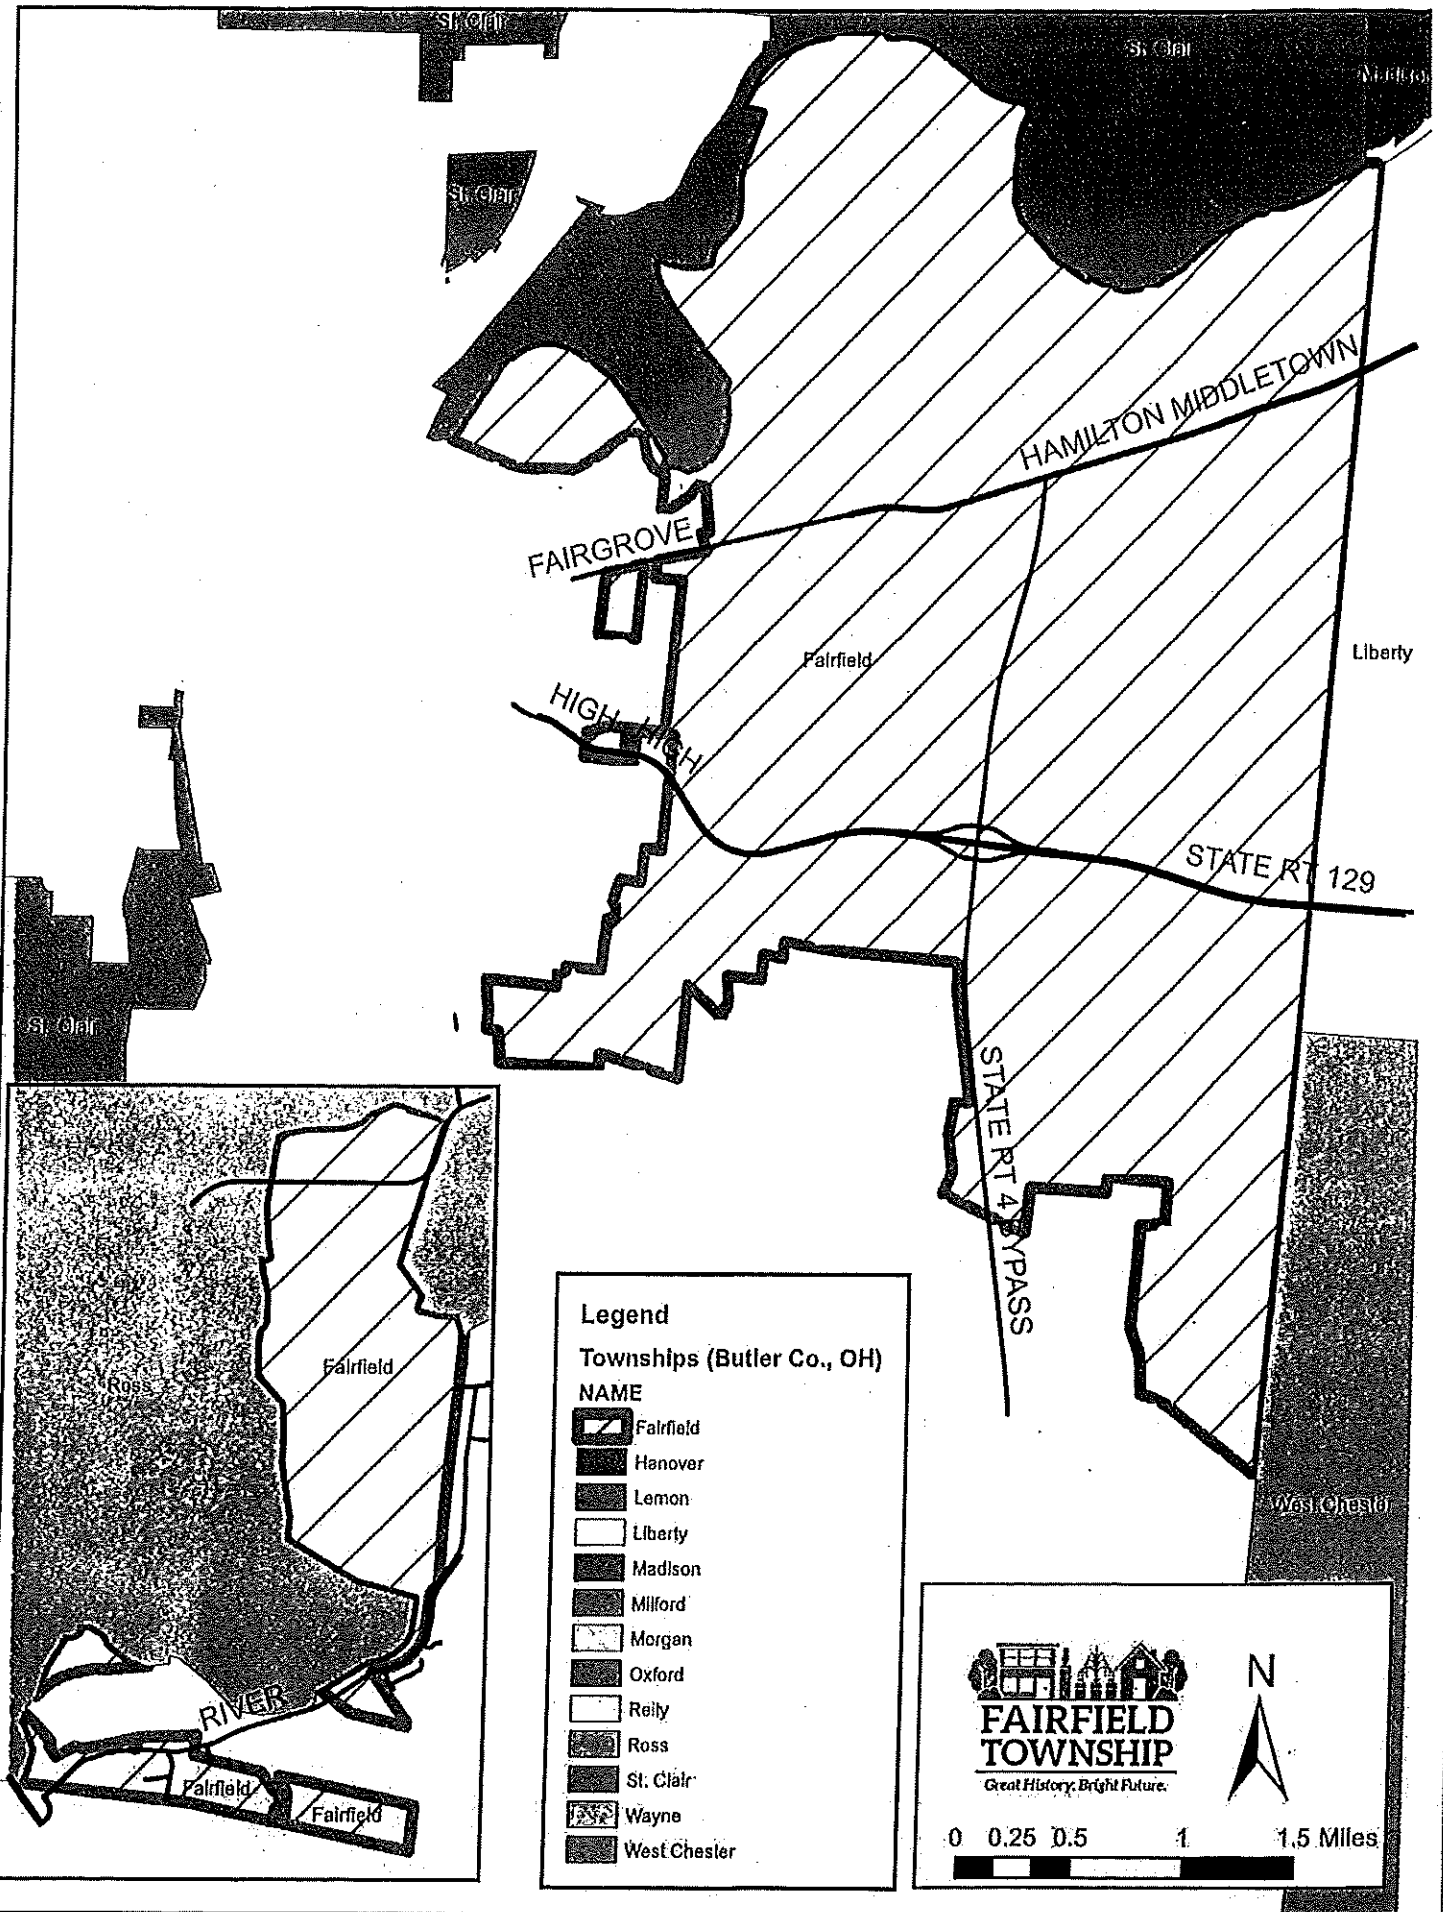 St. Clair
St. Clair
Madison
St. Clair
HAMILTON MIDDLETOWN
FAIRGROVE
Fairfield
Liberty
HIGH
HIGH
STATE RT 129
St. Clair
STATE RT 4 BYPASS
Ross
Fairfield
RIVER
Fairfield
Fairfield
West Chester
Legend
Townships (Butler Co., OH)
NAME
Fairfield
Hanover
Lemon
Liberty
Madison
Milford
Morgan
Oxford
Reily
Ross
St. Clair
Wayne
West Chester
FAIRFIELD
TOWNSHIP
Great History. Bright Future.
N
0 0.25 0.5 1 1.5 Miles